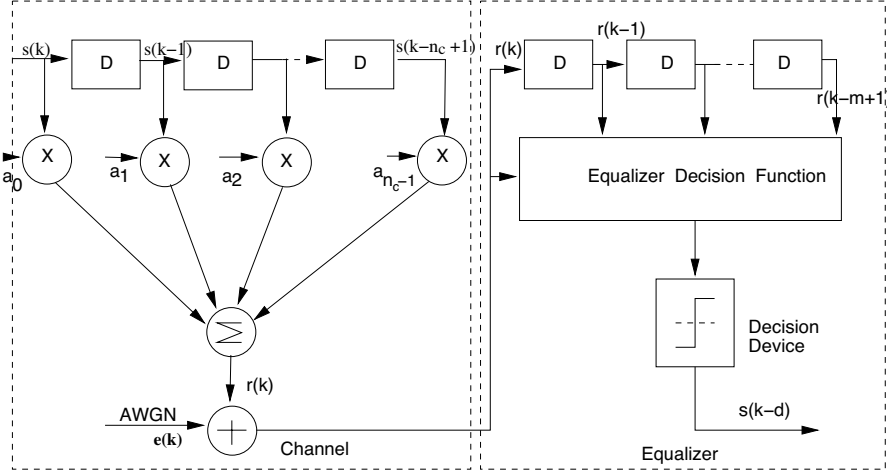 s(k) D s(k−1) D D s(k−n_c +1)
X X X X
a_0 a_1 a_2 a_{n_c−1}
Σ
r(k)
AWGN
e(k)
+
Channel
r(k) D r(k−1) D D r(k−m+1
Equalizer Decision Function
Decision
Device
s(k−d)
Equalizer